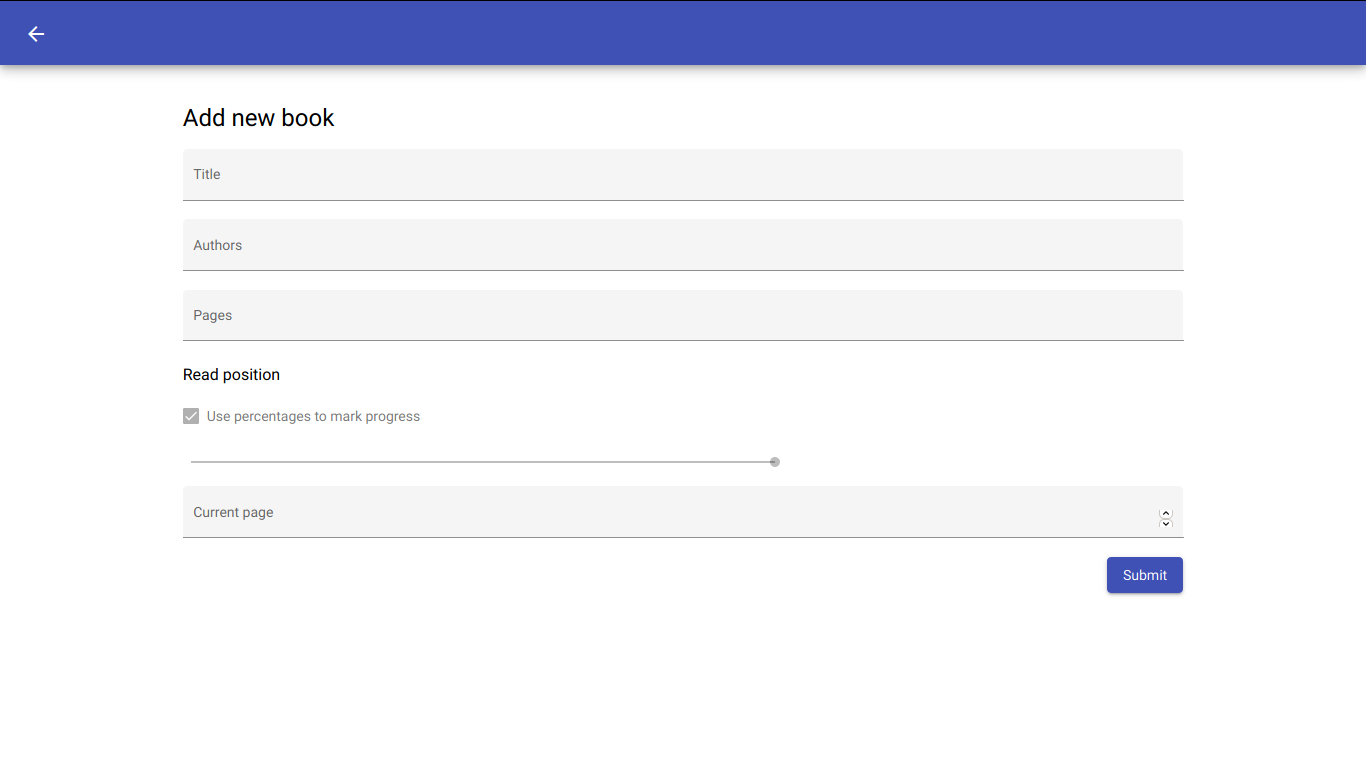 Add new book
Title
Authors
Pages
Read position
Use percentages to mark progress
Current page
Submit